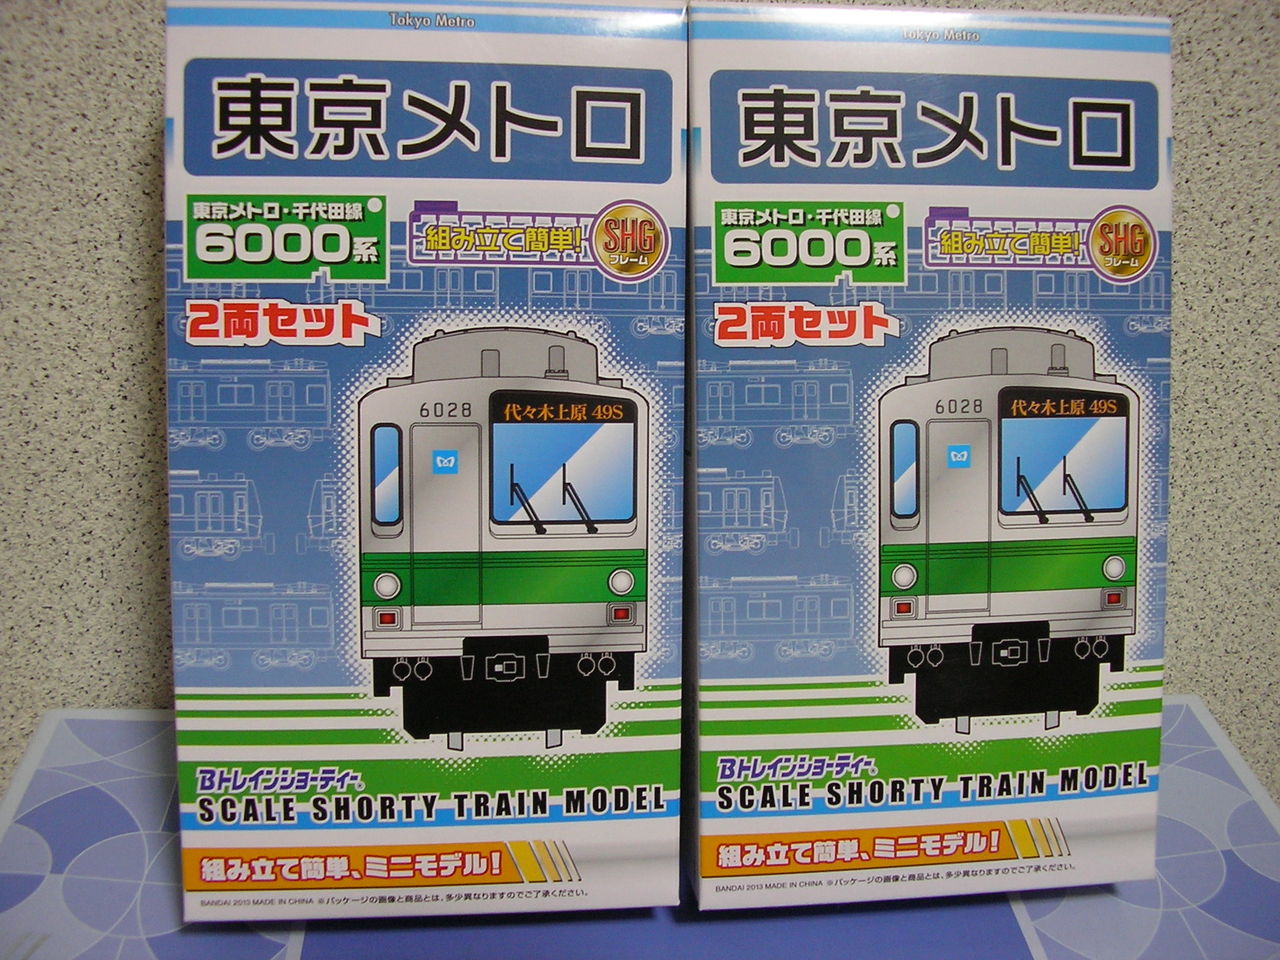 Tokyo Metro
東京メトロ
東京メトロ・千代田線
6000系
組み立て簡単!
SHG
フレーム
2両セット
6028
代々木上原 49S
Bトレインショーティー®
SCALE SHORTY TRAIN MODEL
組み立て簡単、ミニモデル!
BANDAI 2013 MADE IN CHINA ※パッケージの画像と商品とは、多少異なりますのでご了承ください。
Tokyo Metro
東京メトロ
東京メトロ・千代田線
6000系
組み立て簡単!
SHG
フレーム
2両セット
6028
代々木上原 49S
Bトレインショーティー®
SCALE SHORTY TRAIN MODEL
組み立て簡単、ミニモデル!
BANDAI 2013 MADE IN CHINA ※パッケージの画像と商品とは、多少異なりますのでご了承ください。